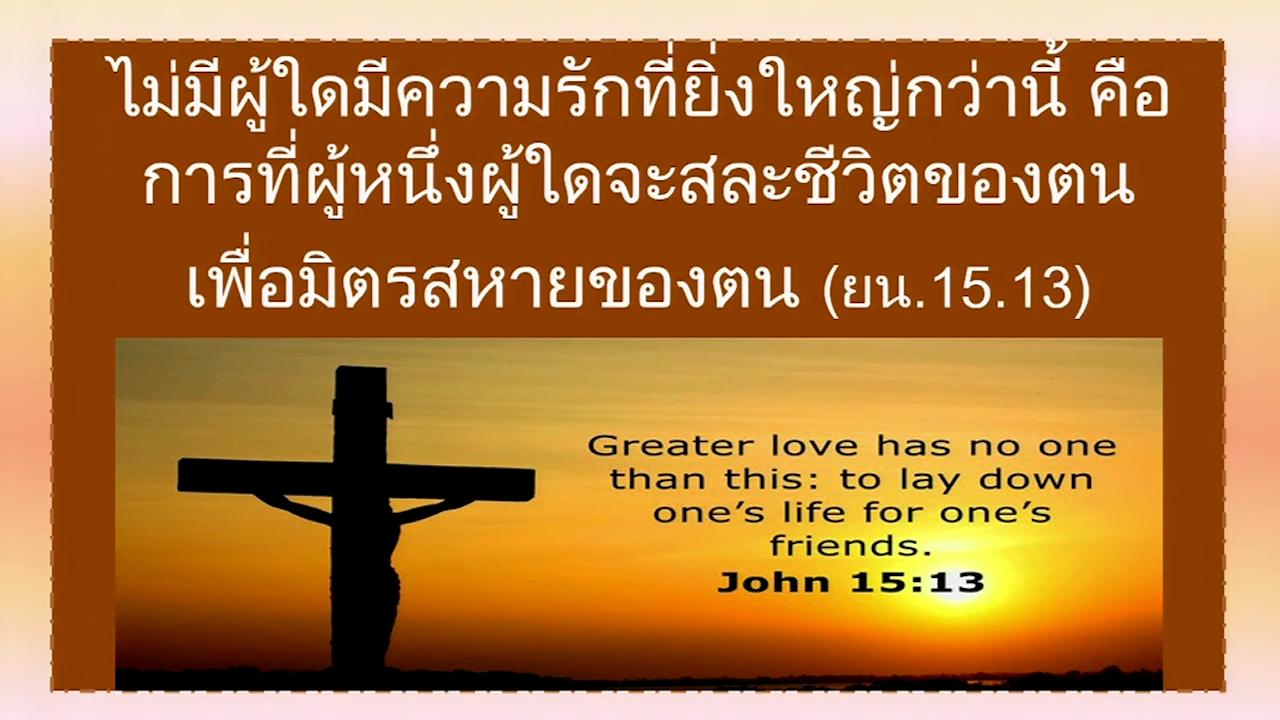 ไม่มีผู้ใดมีความรักที่ยิ่งใหญ่กว่านี้ คือ
การที่ผู้หนึ่งผู้ใดจะสละชีวิตของตน
เพื่อมิตรสหายของตน (ยน.15.13)
Greater love has no one
than this: to lay down
one’s life for one’s
friends.
John 15:13